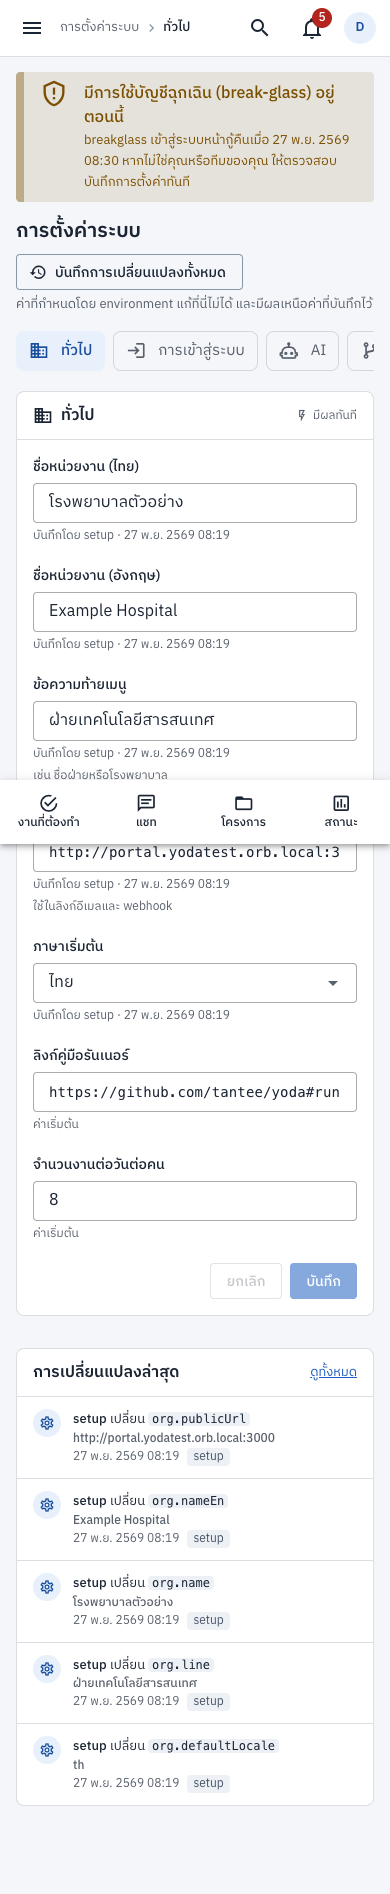 การตั้งค่าระบบ › ทั่วไป
5
D
มีการใช้บัญชีฉุกเฉิน (break-glass) อยู่
ตอนนี้
breakglass เข้าสู่ระบบหน้ากู้คืนเมื่อ 27 พ.ย. 2569
08:30 หากไม่ใช่คุณหรือทีมของคุณ ให้ตรวจสอบ
บันทึกการตั้งค่าทันที
การตั้งค่าระบบ
บันทึกการเปลี่ยนแปลงทั้งหมด
ค่าที่กำหนดโดย environment แก้ที่นี่ไม่ได้ และมีผลเหนือค่าที่บันทึกไว้
ทั่วไป
การเข้าสู่ระบบ
AI
ทั่วไป
มีผลทันที
ชื่อหน่วยงาน (ไทย)
โรงพยาบาลตัวอย่าง
บันทึกโดย setup · 27 พ.ย. 2569 08:19
ชื่อหน่วยงาน (อังกฤษ)
Example Hospital
บันทึกโดย setup · 27 พ.ย. 2569 08:19
ข้อความท้ายเมนู
ฝ่ายเทคโนโลยีสารสนเทศ
บันทึกโดย setup · 27 พ.ย. 2569 08:19
เช่น ชื่อฝ่ายหรือโรงพยาบาล
งานที่ต้องทำ
แชท
โครงการ
สถานะ
http://portal.yodatest.orb.local:3
บันทึกโดย setup · 27 พ.ย. 2569 08:19
ใช้ในลิงก์อีเมลและ webhook
ภาษาเริ่มต้น
ไทย
บันทึกโดย setup · 27 พ.ย. 2569 08:19
ลิงก์คู่มือรันเนอร์
https://github.com/tantee/yoda#run
ค่าเริ่มต้น
จำนวนงานต่อวันต่อคน
8
ค่าเริ่มต้น
ยกเลิก
บันทึก
การเปลี่ยนแปลงล่าสุด
ดูทั้งหมด
setup เปลี่ยน org.publicUrl
http://portal.yodatest.orb.local:3000
27 พ.ย. 2569 08:19 setup
setup เปลี่ยน org.nameEn
Example Hospital
27 พ.ย. 2569 08:19 setup
setup เปลี่ยน org.name
โรงพยาบาลตัวอย่าง
27 พ.ย. 2569 08:19 setup
setup เปลี่ยน org.line
ฝ่ายเทคโนโลยีสารสนเทศ
27 พ.ย. 2569 08:19 setup
setup เปลี่ยน org.defaultLocale
th
27 พ.ย. 2569 08:19 setup